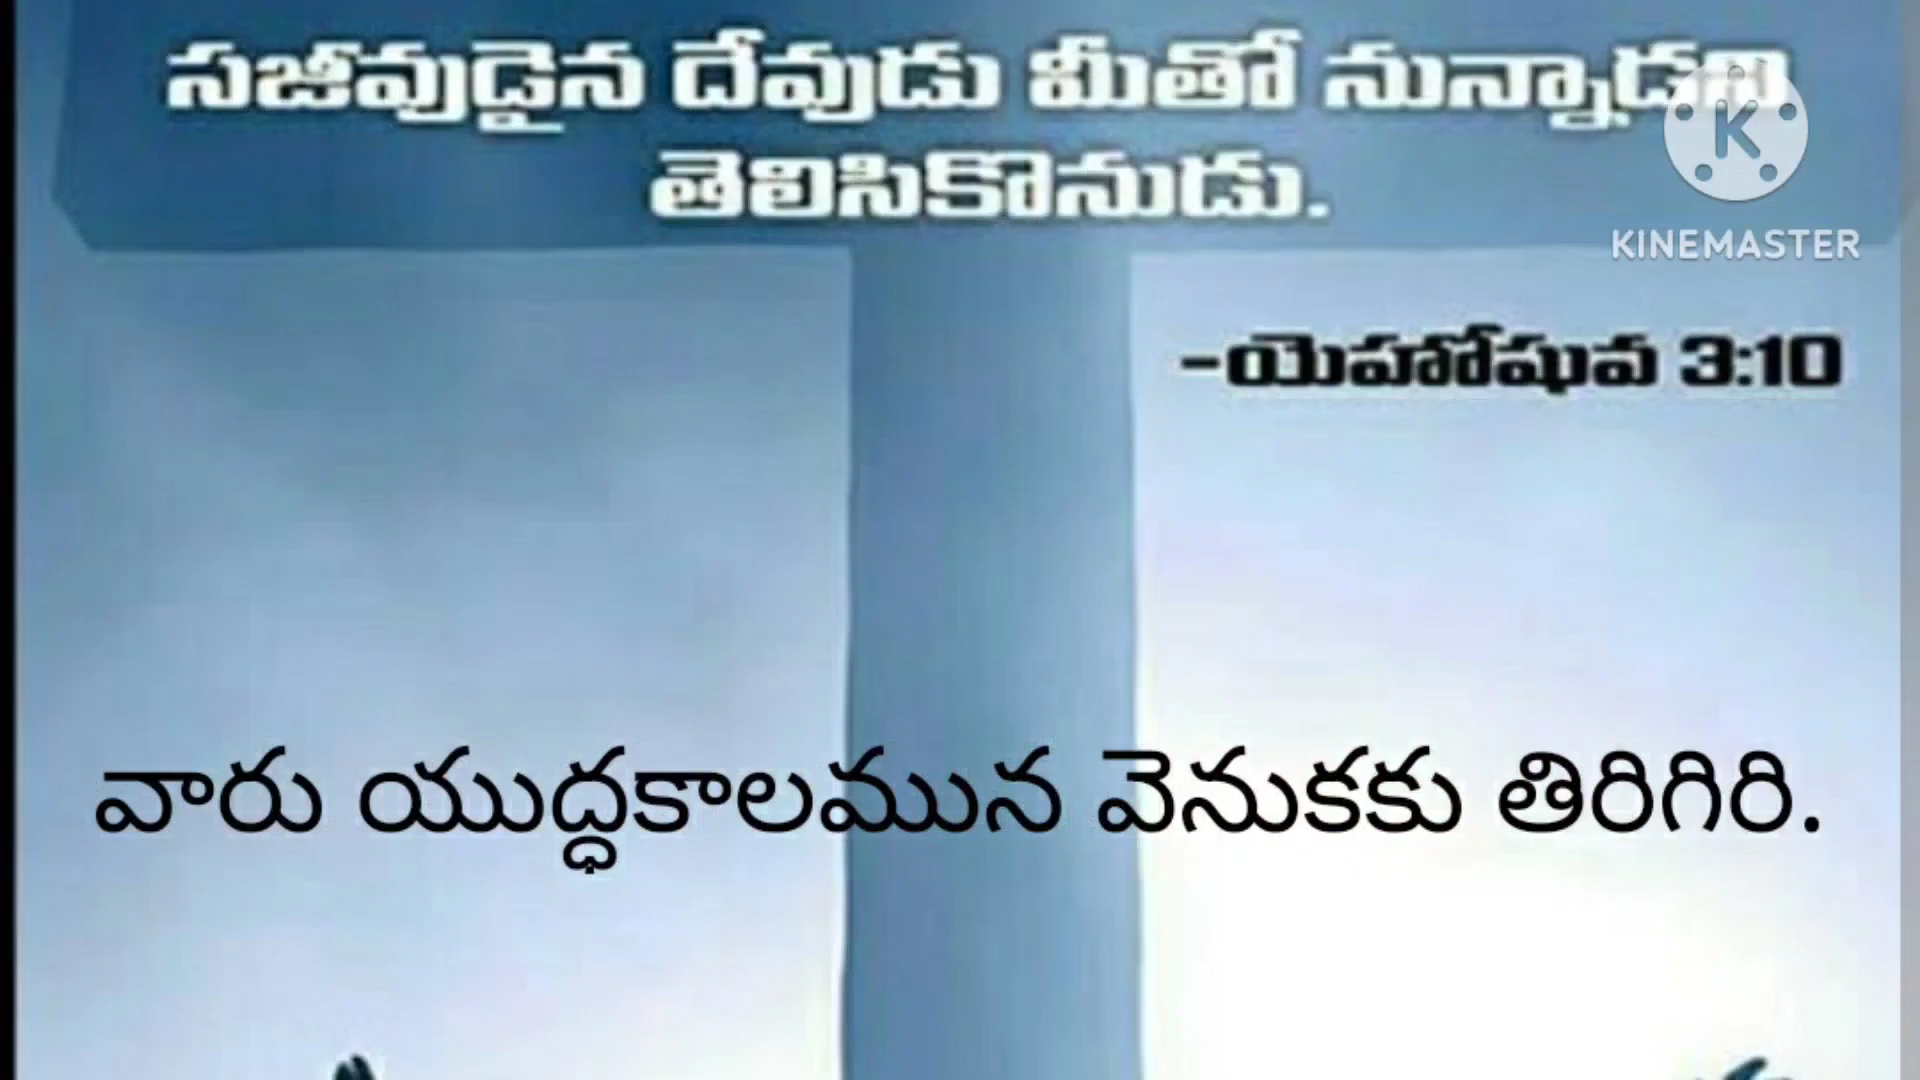 సజీవుడైన దేవుడు మీతో నున్నాడని
తెలిసికొనుడు.
KINEMASTER
-యెహోషువ 3:10
వారు యుద్ధకాలమున వెనుకకు తిరిగిరి.